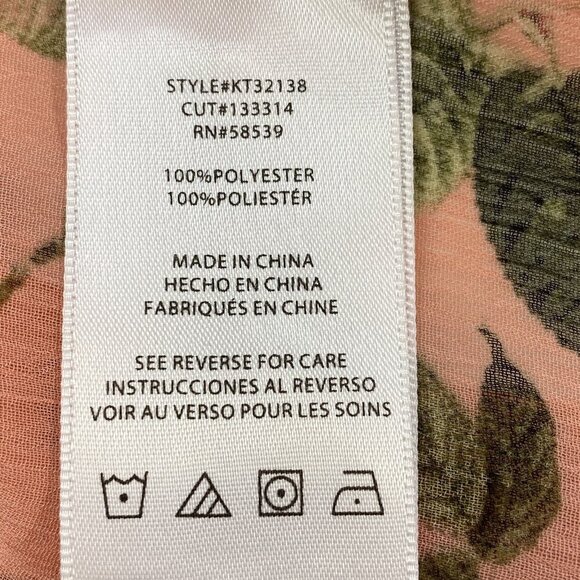 STYLE#KT32138
CUT#133314
RN#58539
100%POLYESTER
100%POLIESTÉR
MADE IN CHINA
HECHO EN CHINA
FABRIQUÉS EN CHINE
SEE REVERSE FOR CARE
INSTRUCCIONES AL REVERSO
VOIR AU VERSO POUR LES SOINS